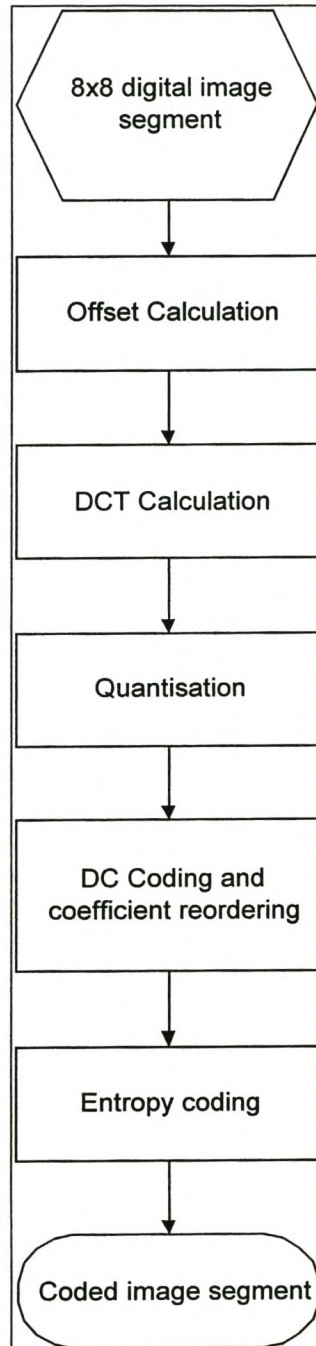 8x8 digital image
segment
Offset Calculation
DCT Calculation
Quantisation
DC Coding and
coefficient reordering
Entropy coding
Coded image segment